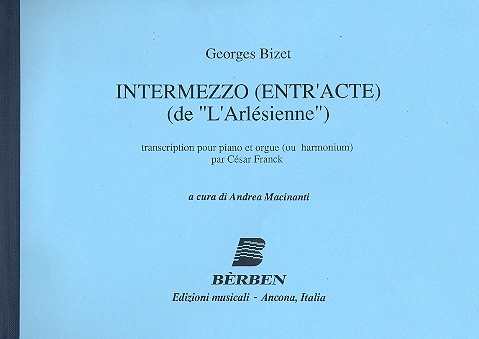 Georges Bizet
INTERMEZZO (ENTR'ACTE)
(de "L'Arlésienne")
transcription pour piano et orgue (ou harmonium)
par César Franck
a cura di Andrea Macinanti
BÈRBEN
Edizioni musicali - Ancona, Italia